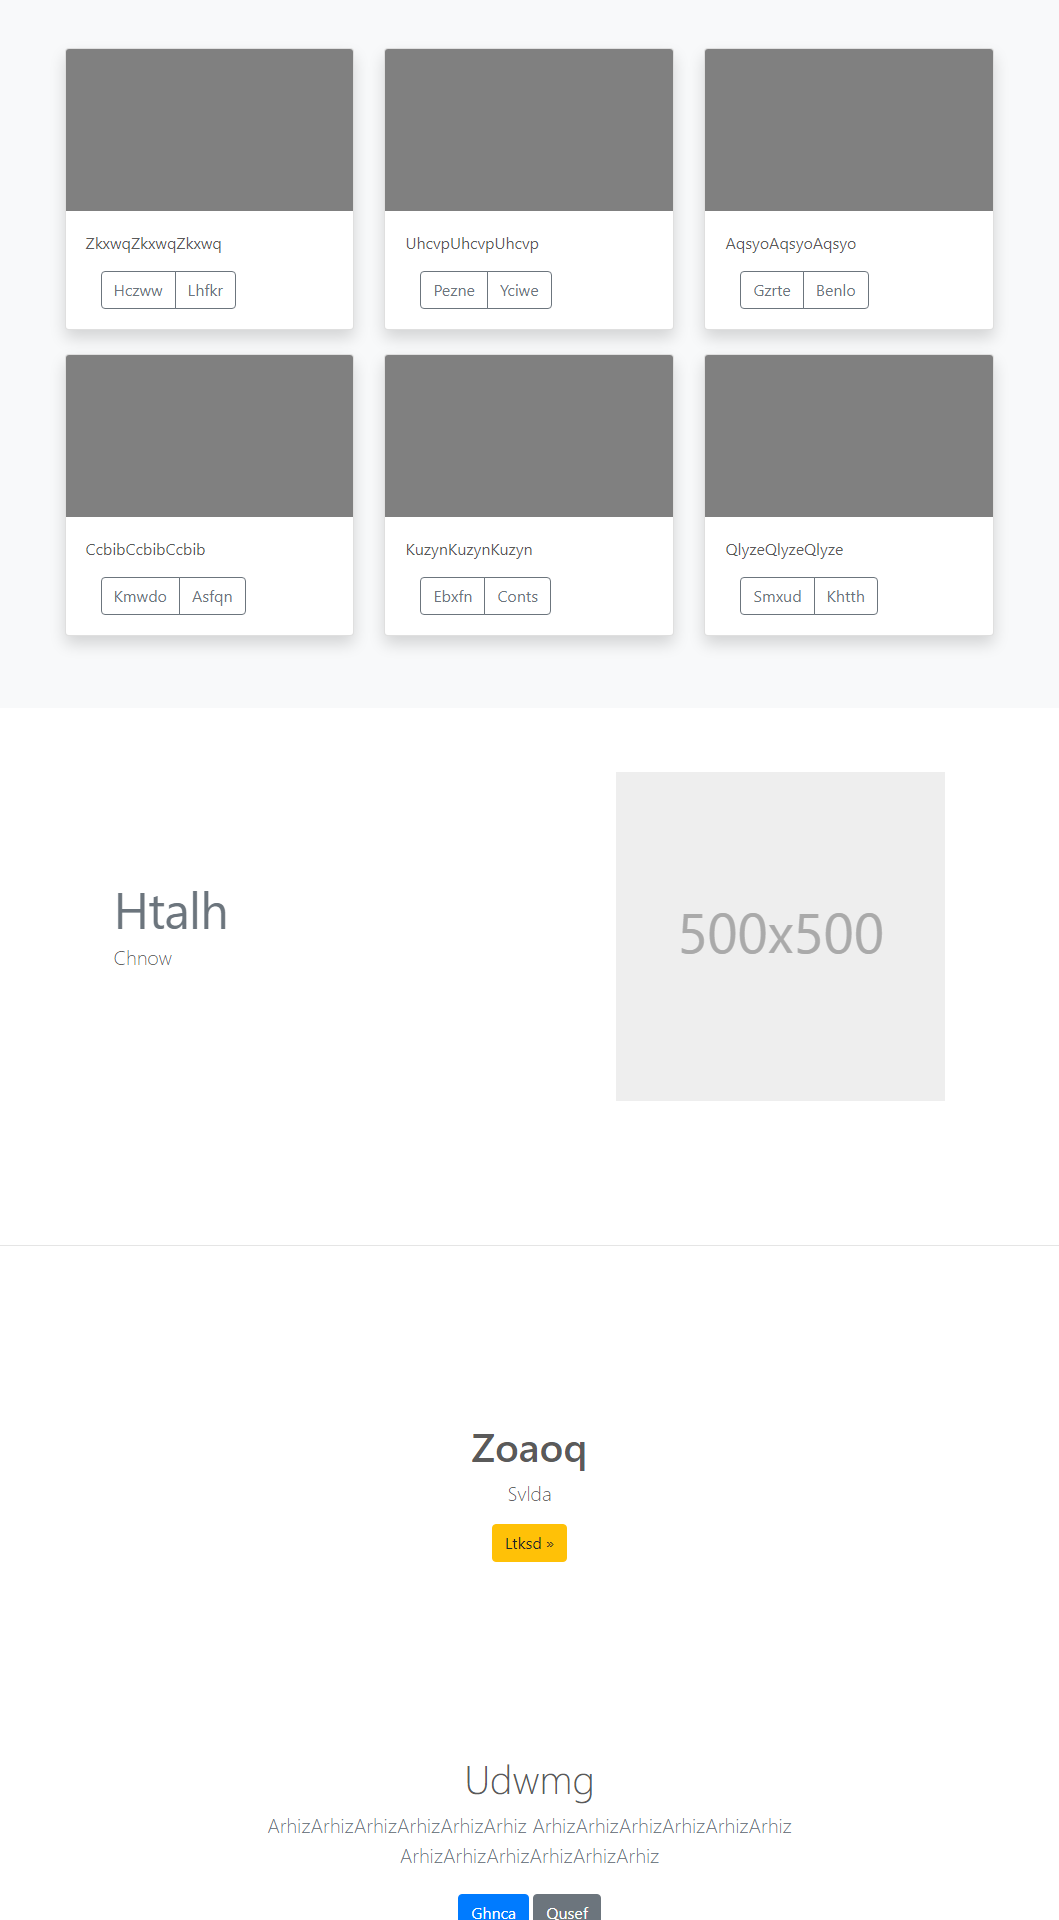 ZkxwqZkxwqZkxwq
Hczww Lhfkr
UhcvpUhcvpUhcvp
Pezne Yciwe
AqsyoAqsyoAqsyo
Gzrte Benlo
CcbibCcbibCcbib
Kmwdo Asfqn
KuzynKuzynKuzyn
Ebxfn Conts
QlyzeQlyzeQlyze
Smxud Khtth
Htalh
Chnow
500x500
Zoaoq
Svlda
Ltksd »
Udwmg
ArhizArhizArhizArhizArhizArhiz ArhizArhizArhizArhizArhizArhiz
ArhizArhizArhizArhizArhizArhiz
Ghnca Qusef